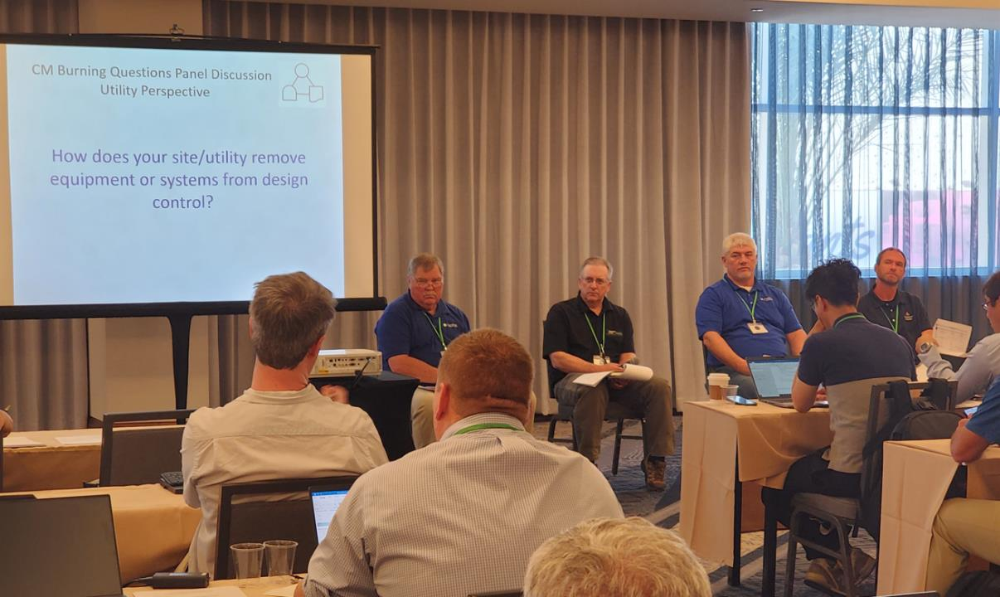 CM Burning Questions Panel Discussion
Utility Perspective
How does your site/utility remove
equipment or systems from design
control?